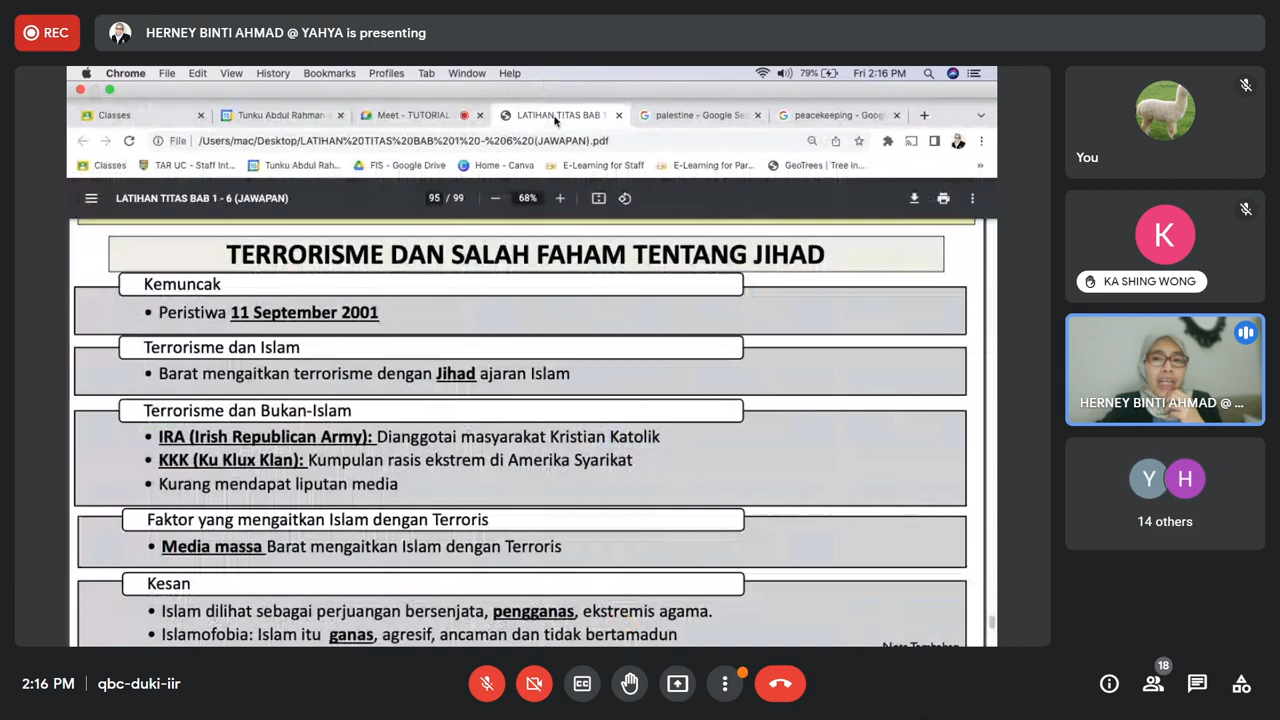 REC
HERNEY BINTI AHMAD @ YAHYA is presenting
Chrome File Edit View History Bookmarks Profiles Tab Window Help 79% Fri 2:16 PM
Classes Tunku Abdul Rahman Meet - TUTORIAL LATIHAN TITAS BAB 1 palestine - Google Se peacekeeping - Goog
File /Users/mac/Desktop/LATIHAN%20TITAS%20BAB%201%20-%206%20(JAWAPAN).pdf
Classes TAR UC - Staff Int... Tunku Abdul Rah... FIS - Google Drive Home - Canva E-Learning for Staff E-Learning for Par... GeoTrees | Tree In... »
LATIHAN TITAS BAB 1 - 6 (JAWAPAN) 95 / 99 — 68% +
TERRORISME DAN SALAH FAHAM TENTANG JIHAD
Kemuncak
• Peristiwa 11 September 2001
Terrorisme dan Islam
• Barat mengaitkan terrorisme dengan Jihad ajaran Islam
Terrorisme dan Bukan-Islam
• IRA (Irish Republican Army): Dianggotai masyarakat Kristian Katolik
• KKK (Ku Klux Klan): Kumpulan rasis ekstrem di Amerika Syarikat
• Kurang mendapat liputan media
Faktor yang mengaitkan Islam dengan Terroris
• Media massa Barat mengaitkan Islam dengan Terroris
Kesan
• Islam dilihat sebagai perjuangan bersenjata, pengganas, ekstremis agama.
• Islamofobia: Islam itu ganas, agresif, ancaman dan tidak bertamadun
You
K
KA SHING WONG
HERNEY BINTI AHMAD @ ...
Y H
14 others
2:16 PM | qbc-duki-iir
CC
18